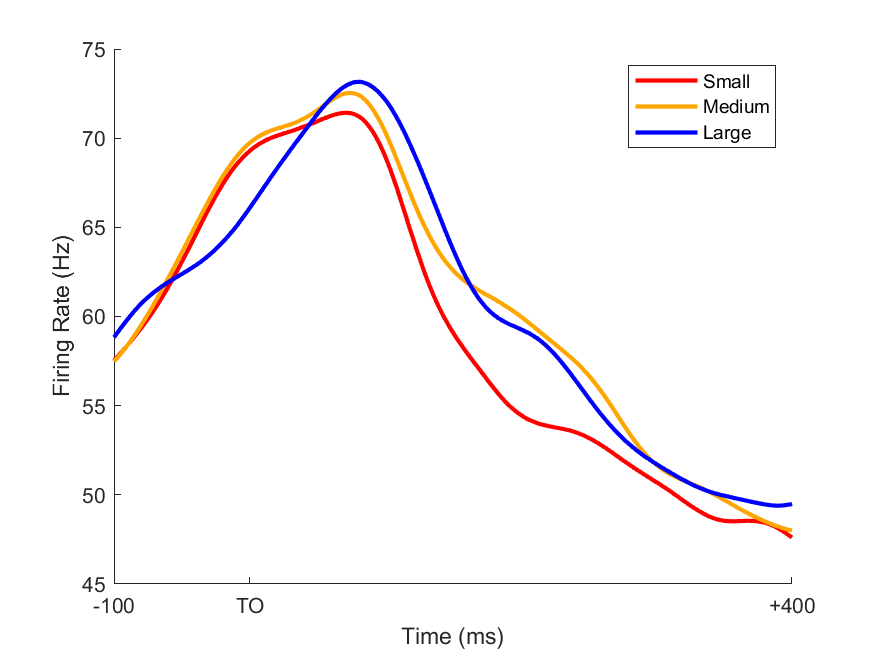 75
70
65
60
55
50
45
Firing Rate (Hz)
Small
Medium
Large
-100
TO
+400
Time (ms)